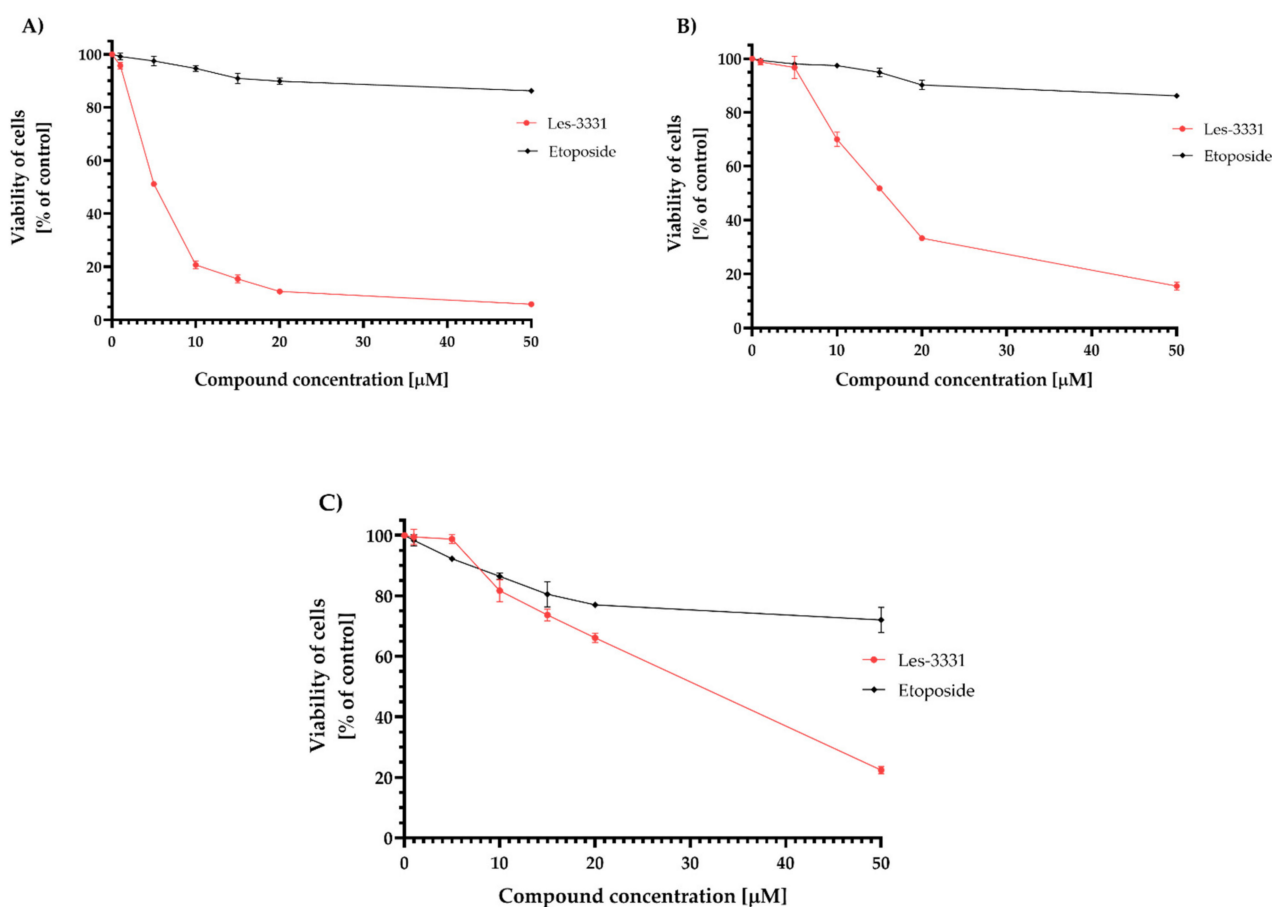 A)
Viability of cells
[% of control]
100
80
60
40
20
0
0 10 20 30 40 50
Compound concentration [μM]
Les-3331
Etoposide
B)
Viability of cells
[% of control]
100
80
60
40
20
0
0 10 20 30 40 50
Compound concentration [μM]
Les-3331
Etoposide
C)
Viability of cells
[% of control]
100
80
60
40
20
0
0 10 20 30 40 50
Compound concentration [μM]
Les-3331
Etoposide